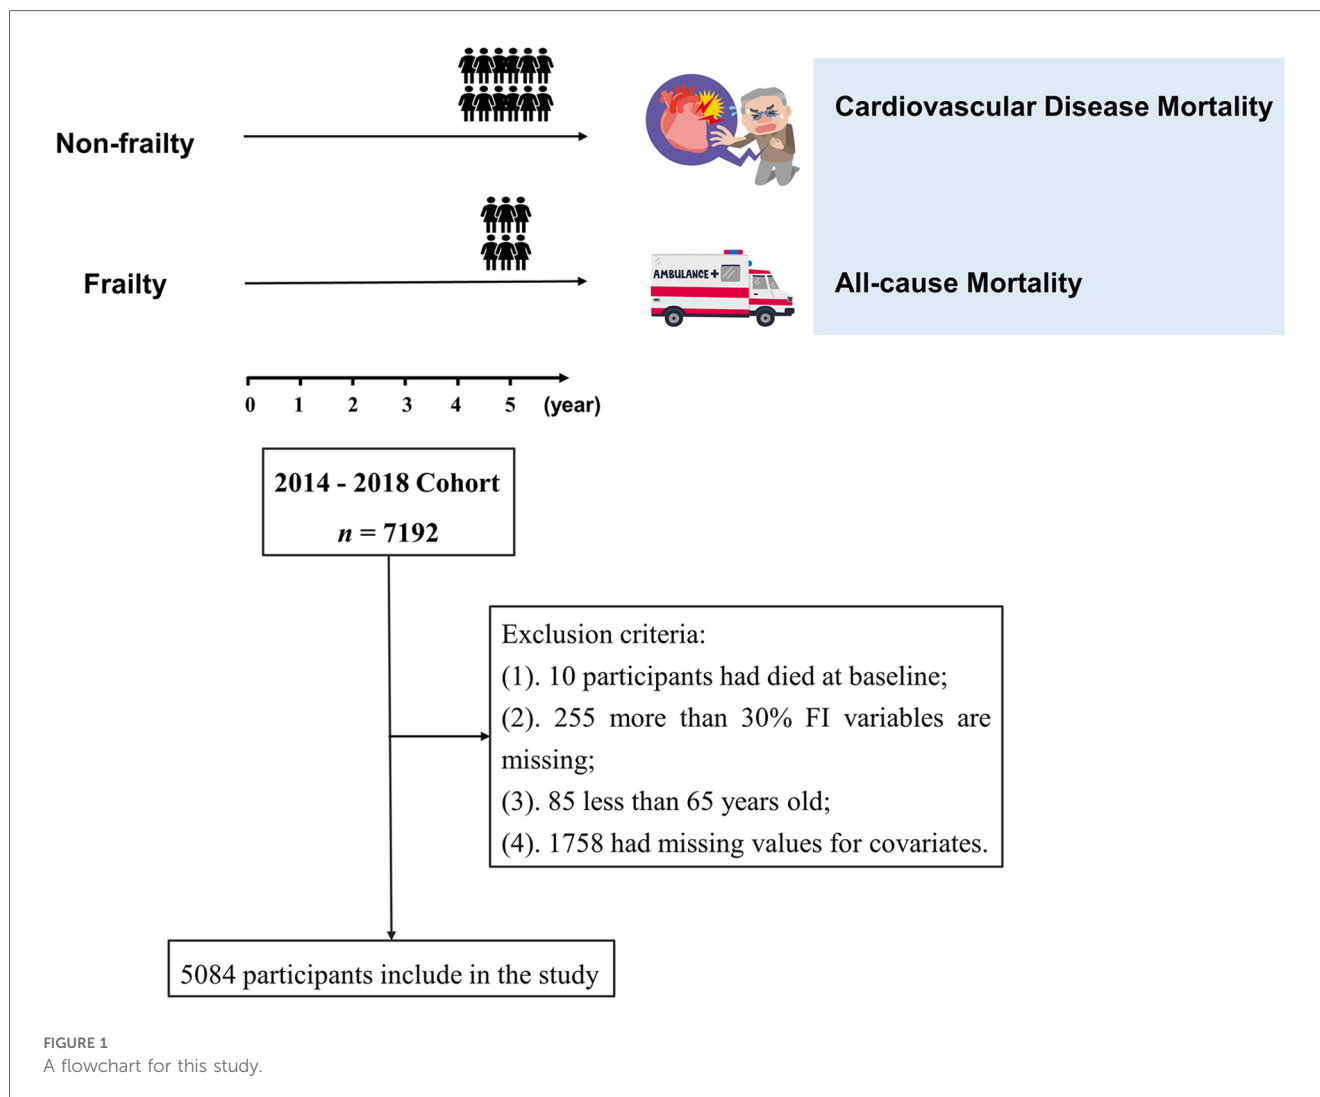 Non-frailty
Cardiovascular Disease Mortality
Frailty
AMBULANCE+
All-cause Mortality
0 1 2 3 4 5 (year)
2014 - 2018 Cohort
n = 7192
Exclusion criteria:
(1). 10 participants had died at baseline;
(2). 255 more than 30% FI variables are
missing;
(3). 85 less than 65 years old;
(4). 1758 had missing values for covariates.
5084 participants include in the study
FIGURE 1
A flowchart for this study.